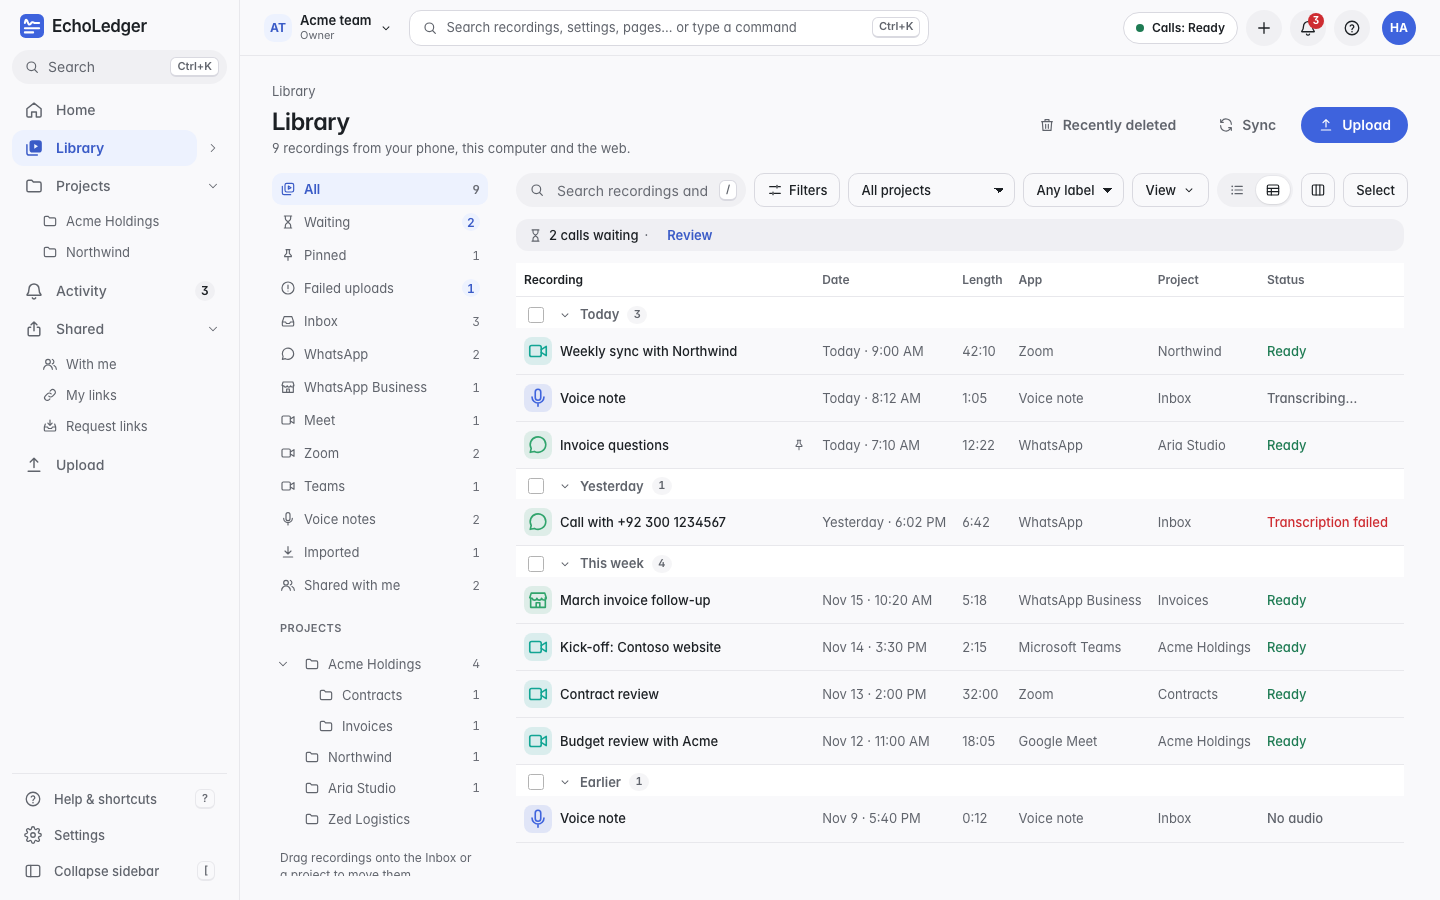 EchoLedger
Search Ctrl+K
Home
Library
Projects
Acme Holdings
Northwind
Activity 3
Shared
With me
My links
Request links
Upload
Help & shortcuts ?
Settings
Collapse sidebar [
AT Acme team
Owner
Search recordings, settings, pages... or type a command Ctrl+K
Calls: Ready
3
HA
Library
Library
9 recordings from your phone, this computer and the web.
Recently deleted Sync Upload
All 9
Waiting 2
Pinned 1
Failed uploads 1
Inbox 3
WhatsApp 2
WhatsApp Business 1
Meet 1
Zoom 2
Teams 1
Voice notes 2
Imported 1
Shared with me 2
PROJECTS
Acme Holdings 4
Contracts 1
Invoices 1
Northwind 1
Aria Studio 1
Zed Logistics
Drag recordings onto the Inbox or
a project to move them
Search recordings and / Filters All projects Any label View Select
2 calls waiting · Review
Recording Date Length App Project Status
Today 3
Weekly sync with Northwind Today · 9:00 AM 42:10 Zoom Northwind Ready
Voice note Today · 8:12 AM 1:05 Voice note Inbox Transcribing...
Invoice questions Today · 7:10 AM 12:22 WhatsApp Aria Studio Ready
Yesterday 1
Call with +92 300 1234567 Yesterday · 6:02 PM 6:42 WhatsApp Inbox Transcription failed
This week 4
March invoice follow-up Nov 15 · 10:20 AM 5:18 WhatsApp Business Invoices Ready
Kick-off: Contoso website Nov 14 · 3:30 PM 2:15 Microsoft Teams Acme Holdings Ready
Contract review Nov 13 · 2:00 PM 32:00 Zoom Contracts Ready
Budget review with Acme Nov 12 · 11:00 AM 18:05 Google Meet Acme Holdings Ready
Earlier 1
Voice note Nov 9 · 5:40 PM 0:12 Voice note Inbox No audio